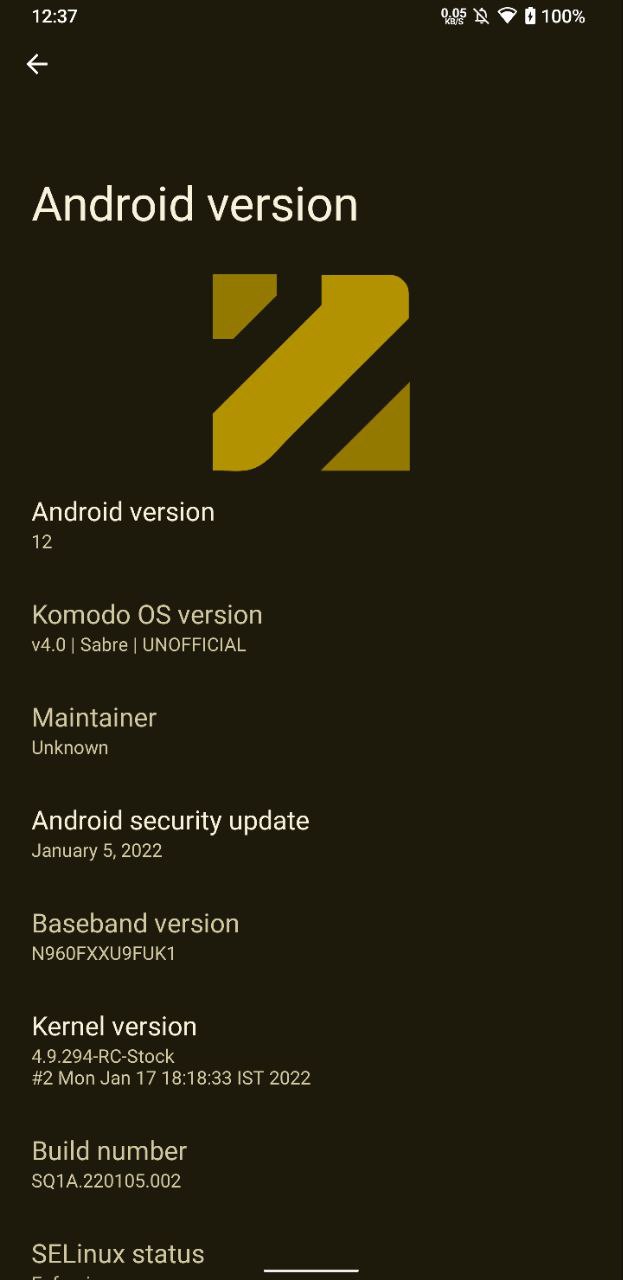 12:37
0.05
KB/S
100%
Android version
Android version
12
Komodo OS version
v4.0 | Sabre | UNOFFICIAL
Maintainer
Unknown
Android security update
January 5, 2022
Baseband version
N960FXXU9FUK1
Kernel version
4.9.294-RC-Stock
#2 Mon Jan 17 18:18:33 IST 2022
Build number
SQ1A.220105.002
SELinux status